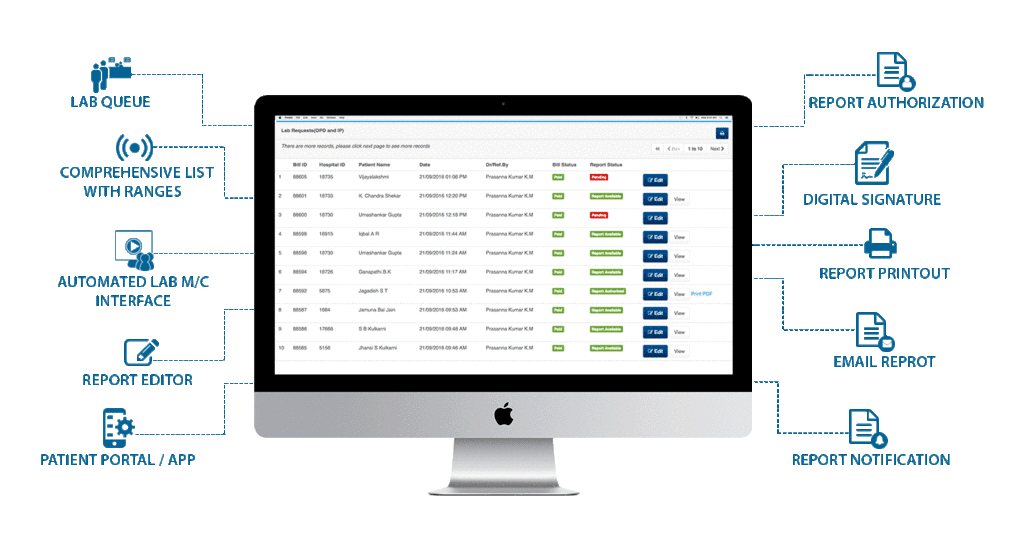 LAB QUEUE
COMPREHENSIVE LIST
WITH RANGES
AUTOMATED LAB M/C
INTERFACE
REPORT EDITOR
PATIENT PORTAL / APP
Lab Requests(OPD and IP)
There are more records, please click next page to see more records
1 to 10 Next
Bill ID Hospital ID Patient Name Date Dr/Ref.By Bill Status Report Status
1 88605 18735 Vijayalakshmi 21/09/2016 01:06 PM Prasanna Kumar K.M Paid Pending Edit
2 88601 18733 K. Chandra Shekar 21/09/2016 12:20 PM Prasanna Kumar K.M Paid Report Available Edit View
3 88600 18730 Umashankar Gupta 21/09/2016 12:18 PM Prasanna Kumar K.M Paid Pending Edit
4 88599 18915 Iqbal A R 21/09/2016 11:44 AM Prasanna Kumar K.M Paid Report Available Edit View
5 88598 18730 Umashankar Gupta 21/09/2016 11:24 AM Prasanna Kumar K.M Paid Report Available Edit View
6 88594 18726 Ganapathi B.K 21/09/2016 11:17 AM Prasanna Kumar K.M Paid Report Available Edit View
7 88592 5875 Jagadish S T 21/09/2016 10:53 AM Prasanna Kumar K.M Paid Report Authorized Edit View Print PDF
8 88587 1684 Jamuna Bai Jain 21/09/2016 09:53 AM Prasanna Kumar K.M Paid Report Available Edit View
9 88586 17668 S B Kulkarni 21/09/2016 09:48 AM Prasanna Kumar K.M Paid Report Available Edit View
10 88585 5156 Jhansi S Kulkarni 21/09/2016 09:46 AM Prasanna Kumar K.M Paid Report Available Edit View
REPORT AUTHORIZATION
DIGITAL SIGNATURE
REPORT PRINTOUT
EMAIL REPROT
REPORT NOTIFICATION